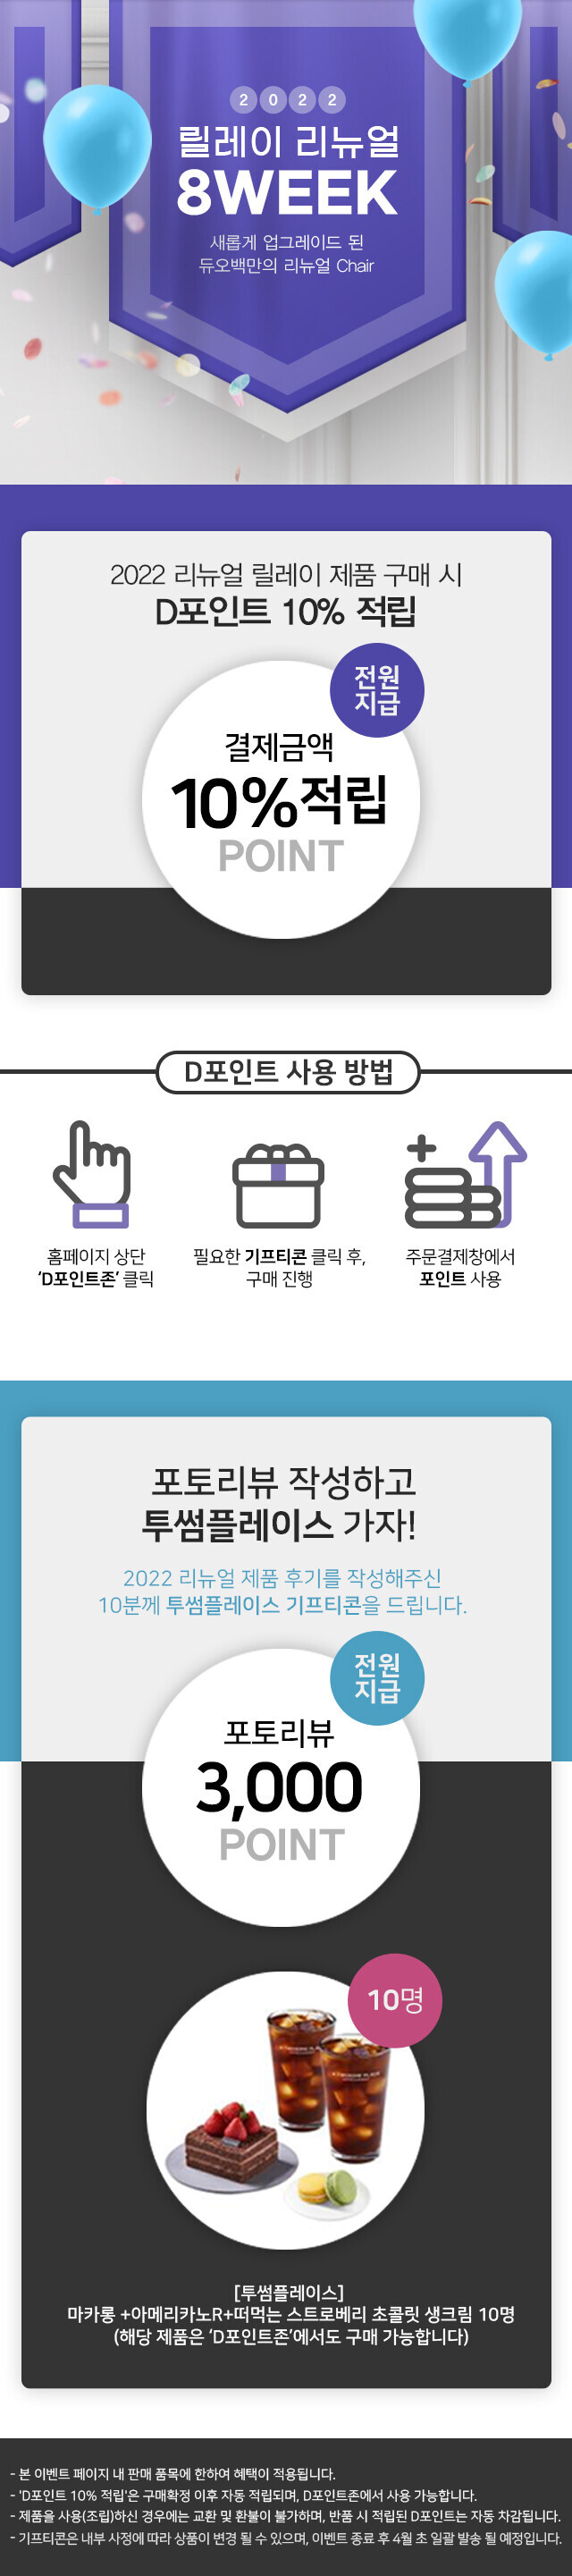 2022
릴레이 리뉴얼
8WEEK
새롭게 업그레이드 된
듀오백만의 리뉴얼 Chair
2022 리뉴얼 릴레이 제품 구매 시
D포인트 10% 적립
전원
지급
결제금액
10%적립
POINT
D포인트 사용 방법
홈페이지 상단
‘D포인트존’ 클릭
필요한 기프티콘 클릭 후,
구매 진행
주문결제창에서
포인트 사용
포토리뷰 작성하고
투썸플레이스 가자!
2022 리뉴얼 제품 후기를 작성해주신
10분께 투썸플레이스 기프티콘을 드립니다.
전원
지급
포토리뷰
3,000
POINT
10명
[투썸플레이스]
마카롱 +아메리카노R+떠먹는 스트로베리 초콜릿 생크림 10명
(해당 제품은 ‘D포인트존’에서도 구매 가능합니다)
- 본 이벤트 페이지 내 판매 품목에 한하여 혜택이 적용됩니다.
- 'D포인트 10% 적립'은 구매확정 이후 자동 적립되며, D포인트존에서 사용 가능합니다.
- 제품을 사용(조립)하신 경우에는 교환 및 환불이 불가하며, 반품 시 적립된 D포인트는 자동 차감됩니다.
- 기프티콘은 내부 사정에 따라 상품이 변경 될 수 있으며, 이벤트 종료 후 4월 초 일괄 발송 될 예정입니다.